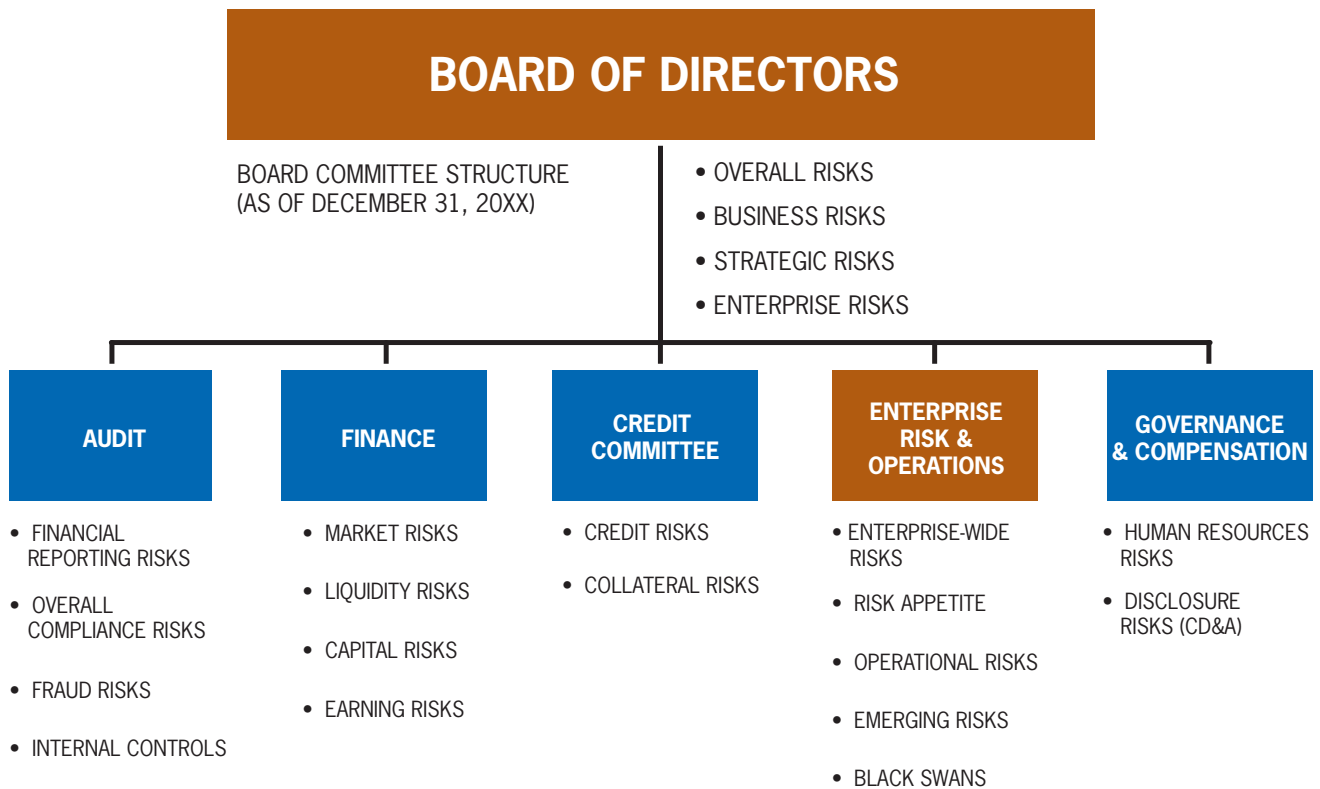 BOARD OF DIRECTORS
BOARD COMMITTEE STRUCTURE
(AS OF DECEMBER 31, 20XX)
• OVERALL RISKS
• BUSINESS RISKS
• STRATEGIC RISKS
• ENTERPRISE RISKS
AUDIT
• FINANCIAL
REPORTING RISKS
• OVERALL
COMPLIANCE RISKS
• FRAUD RISKS
• INTERNAL CONTROLS
FINANCE
• MARKET RISKS
• LIQUIDITY RISKS
• CAPITAL RISKS
• EARNING RISKS
CREDIT
COMMITTEE
• CREDIT RISKS
• COLLATERAL RISKS
ENTERPRISE
RISK &
OPERATIONS
• ENTERPRISE-WIDE
RISKS
• RISK APPETITE
• OPERATIONAL RISKS
• EMERGING RISKS
• BLACK SWANS
GOVERNANCE
& COMPENSATION
• HUMAN RESOURCES
RISKS
• DISCLOSURE
RISKS (CD&A)